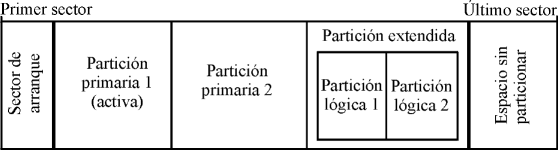 Primer sector
Último sector
Sector de
arranque
Partición
primaria 1
(activa)
Partición
primaria 2
Partición extendida
Partición
lógica 1
Partición
lógica 2
Espacio sin
particionar